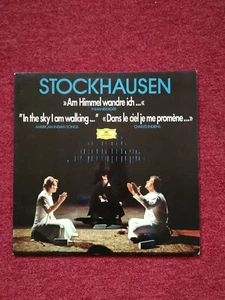 STOCKHAUSEN
»Am Himmel wandre ich...«
INDIANERLIEDER
"In the sky I am walking..." «Dans le ciel je me promène...»
AMERICAN INDIAN SONGS CHANTS INDIENS